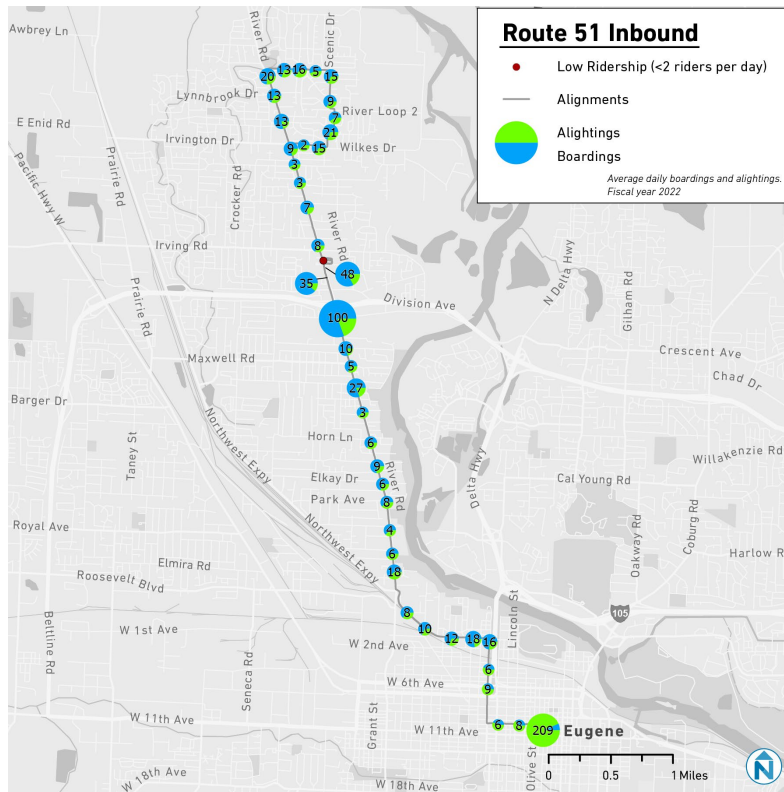 Route 51 Inbound
Low Ridership (<2 riders per day)
Alignments
Alightings
Boardings
Average daily boardings and alightings.
Fiscal year 2022
Awbrey Ln
River Rd
Scenic Dr
20
13
16
5
15
Lynnbrook Dr
13
9
River Loop 2
7
E Enid Rd
13
21
Irvington Dr
9
2
15
Wilkes Dr
Pacific Hwy W
Prairie Rd
3
Crocker Rd
3
7
River Rd
Irving Rd
8
N Delta Hwy
Gilham Rd
35
48
Prairie Rd
Division Ave
100
Maxwell Rd
10
Crescent Ave
5
Chad Dr
27
Barger Dr
3
Northwest Expy
Taney St
Horn Ln
6
Willakenzie Rd
9
River Rd
Delta Hwy
Elkay Dr
6
Cal Young Rd
Park Ave
8
Royal Ave
Northwest Expy
4
Oakway Rd
Coburg Rd
6
Harlow R
Elmira Rd
18
Roosevelt Blvd
8
Lincoln St
105
Beltline Rd
W 1st Ave
10
12
18
16
W 2nd Ave
Seneca Rd
6
W 6th Ave
9
Grant St
W 11th Ave
W 11th Ave
6
8
209
Eugene
Olive St
W 18th Ave
W 18th Ave
0
0.5
1 Miles
N